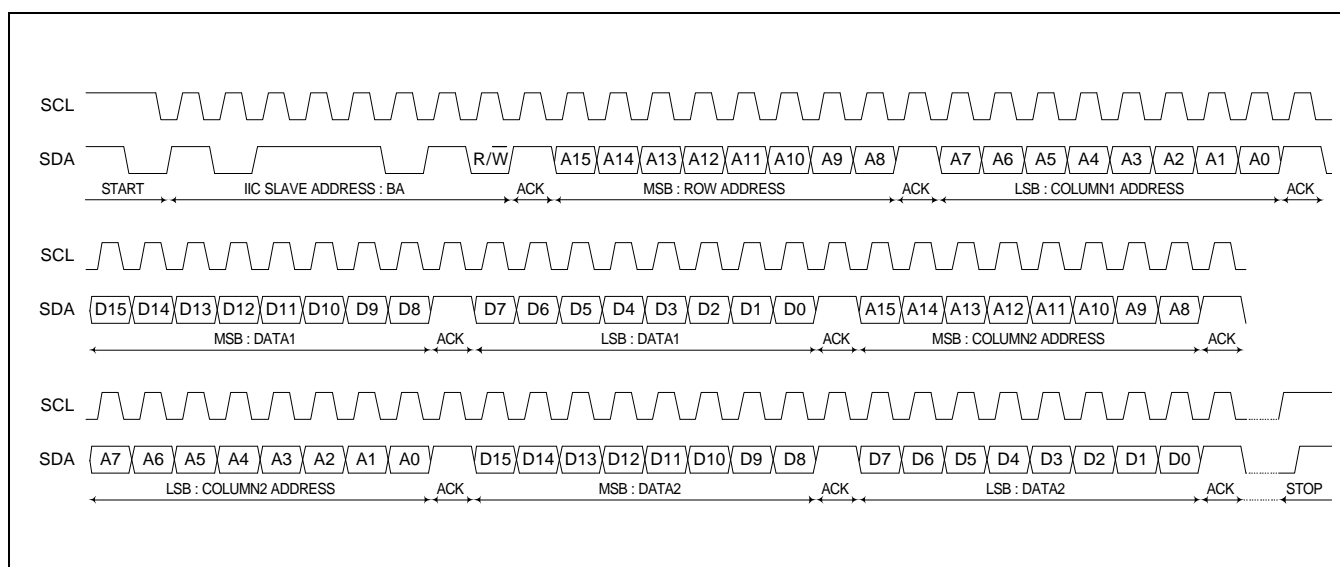 SCL
SDA R/W A15 A14 A13 A12 A11 A10 A9 A8 A7 A6 A5 A4 A3 A2 A1 A0
START IIC SLAVE ADDRESS : BA ACK MSB : ROW ADDRESS ACK LSB : COLUMN1 ADDRESS ACK
SCL
SDA D15 D14 D13 D12 D11 D10 D9 D8 D7 D6 D5 D4 D3 D2 D1 D0 A15 A14 A13 A12 A11 A10 A9 A8
MSB : DATA1 ACK LSB : DATA1 ACK MSB : COLUMN2 ADDRESS ACK
SCL
SDA A7 A6 A5 A4 A3 A2 A1 A0 D15 D14 D13 D12 D11 D10 D9 D8 D7 D6 D5 D4 D3 D2 D1 D0
LSB : COLUMN2 ADDRESS ACK MSB : DATA2 ACK LSB : DATA2 ACK STOP